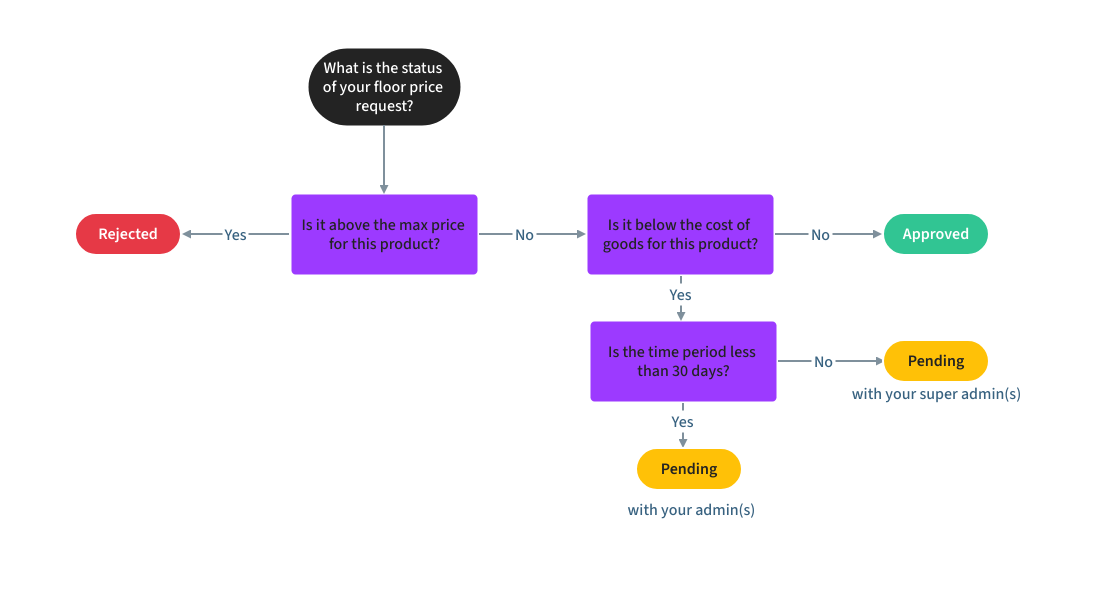 What is the status
of your floor price
request?
Rejected
Yes
Is it above the max price
for this product?
No
Is it below the cost of
goods for this product?
No
Approved
Yes
Is the time period less
than 30 days?
No
Pending
with your super admin(s)
Yes
Pending
with your admin(s)